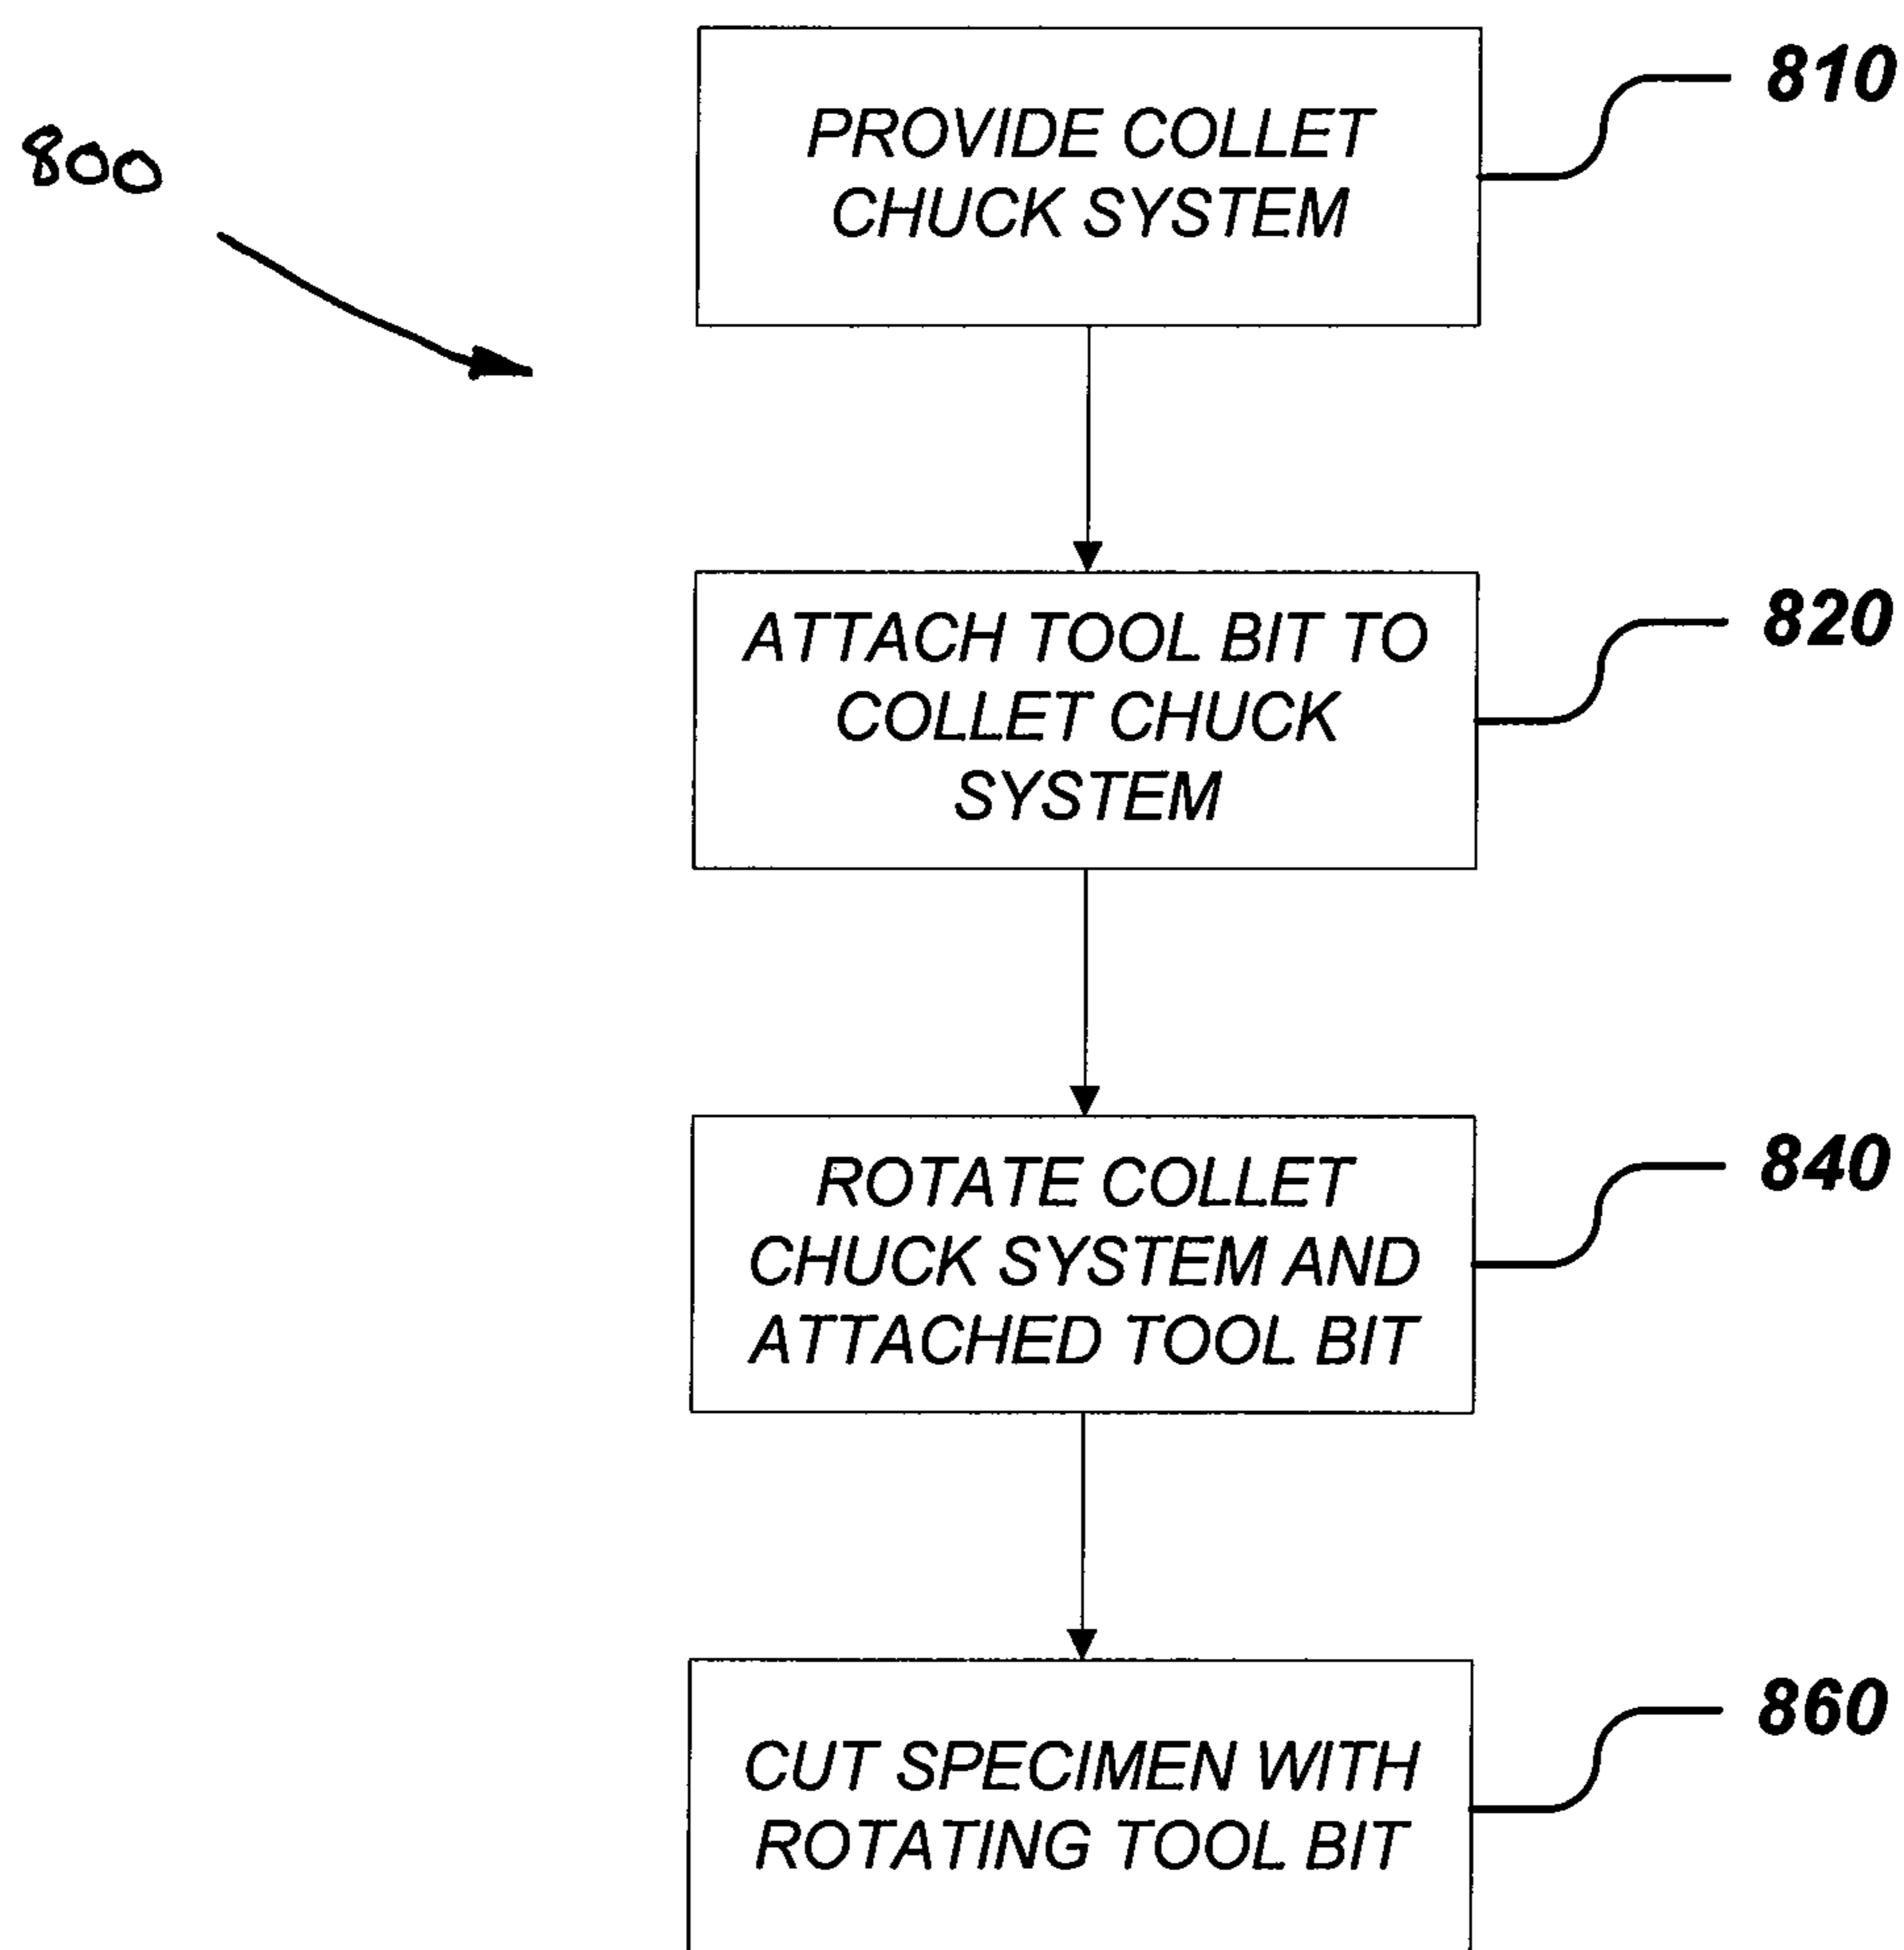 800
PROVIDE COLLET
CHUCK SYSTEM
810
ATTACH TOOL BIT TO
COLLET CHUCK
SYSTEM
820
ROTATE COLLET
CHUCK SYSTEM AND
ATTACHED TOOL BIT
840
CUT SPECIMEN WITH
ROTATING TOOL BIT
860